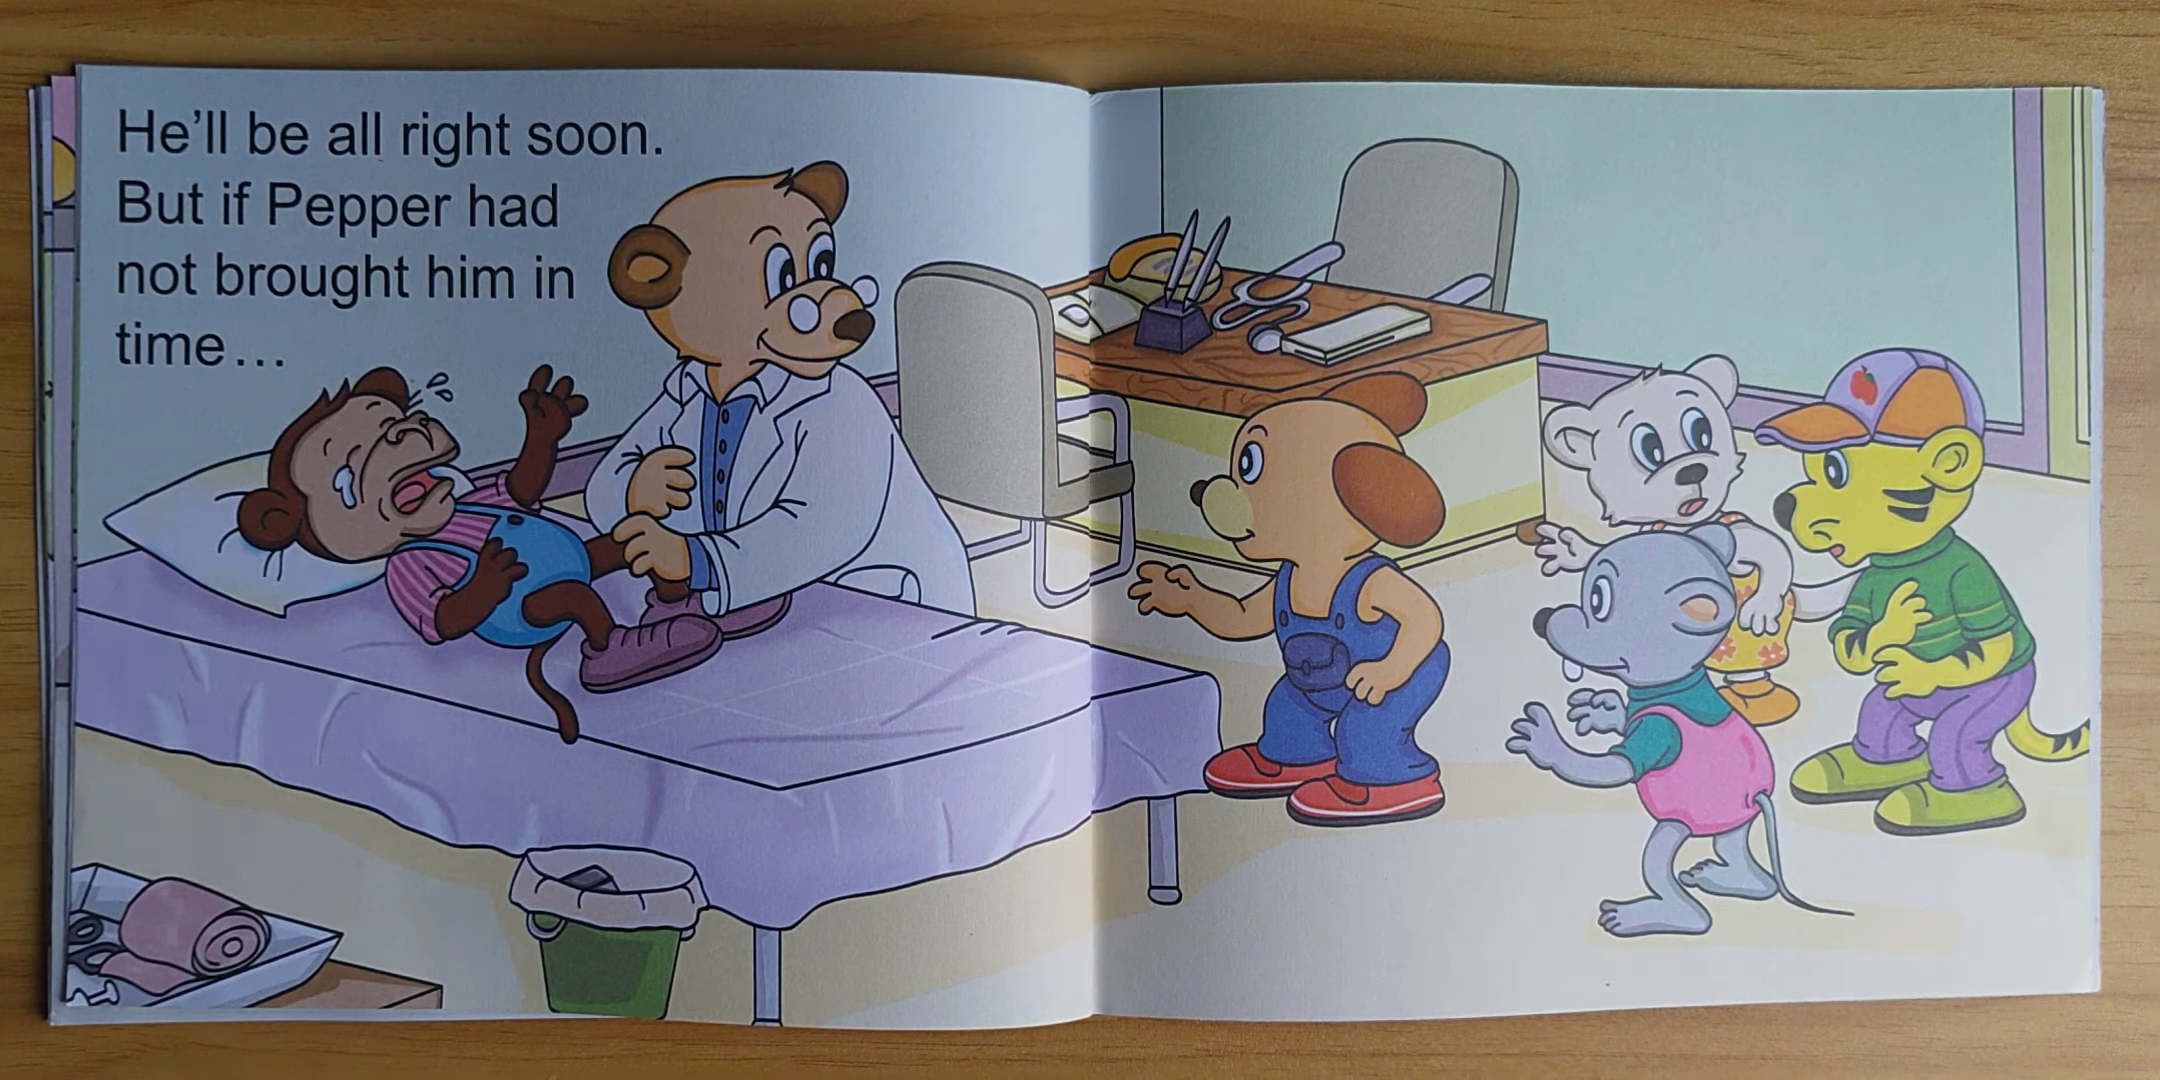 He’ll be all right soon.
But if Pepper had
not brought him in
time...